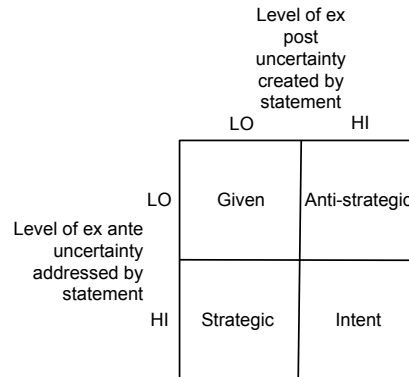 Level of ex
post
uncertainty
created by
statement
LO HI
LO Given Anti-strategic
Level of ex ante
uncertainty
addressed by
statement
HI Strategic Intent